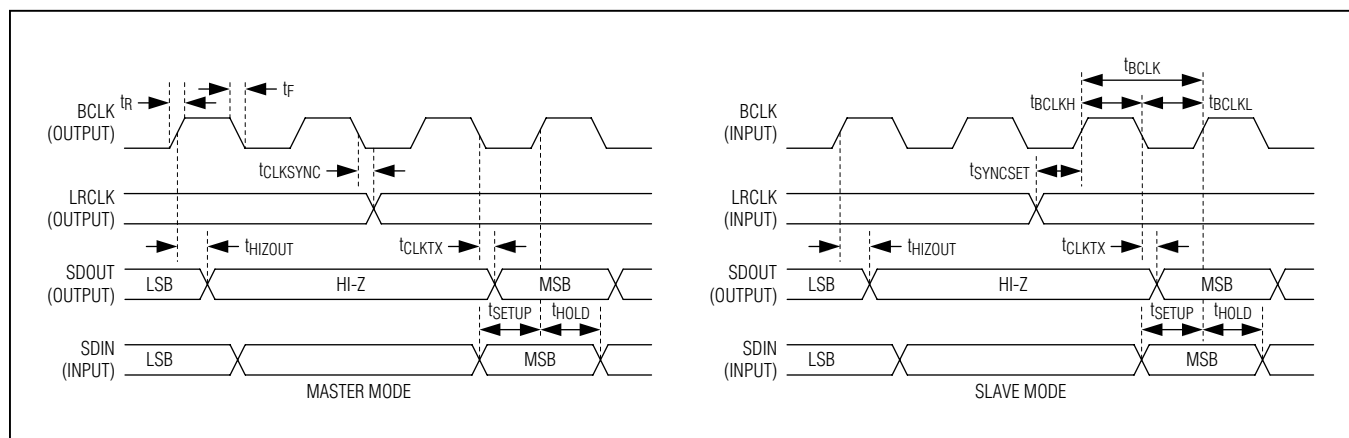 tR
tF
BCLK
(OUTPUT)
tCLKSYNC
LRCLK
(OUTPUT)
tHIZOUT
tCLKTX
SDOUT
(OUTPUT)
LSB
HI-Z
MSB
tSETUP
tHOLD
SDIN
(INPUT)
LSB
MSB
MASTER MODE
tBCLK
tBCLKH
tBCLKL
BCLK
(INPUT)
tSYNCSET
LRCLK
(INPUT)
tHIZOUT
tCLKTX
SDOUT
(OUTPUT)
LSB
HI-Z
MSB
tSETUP
tHOLD
SDIN
(INPUT)
LSB
MSB
SLAVE MODE